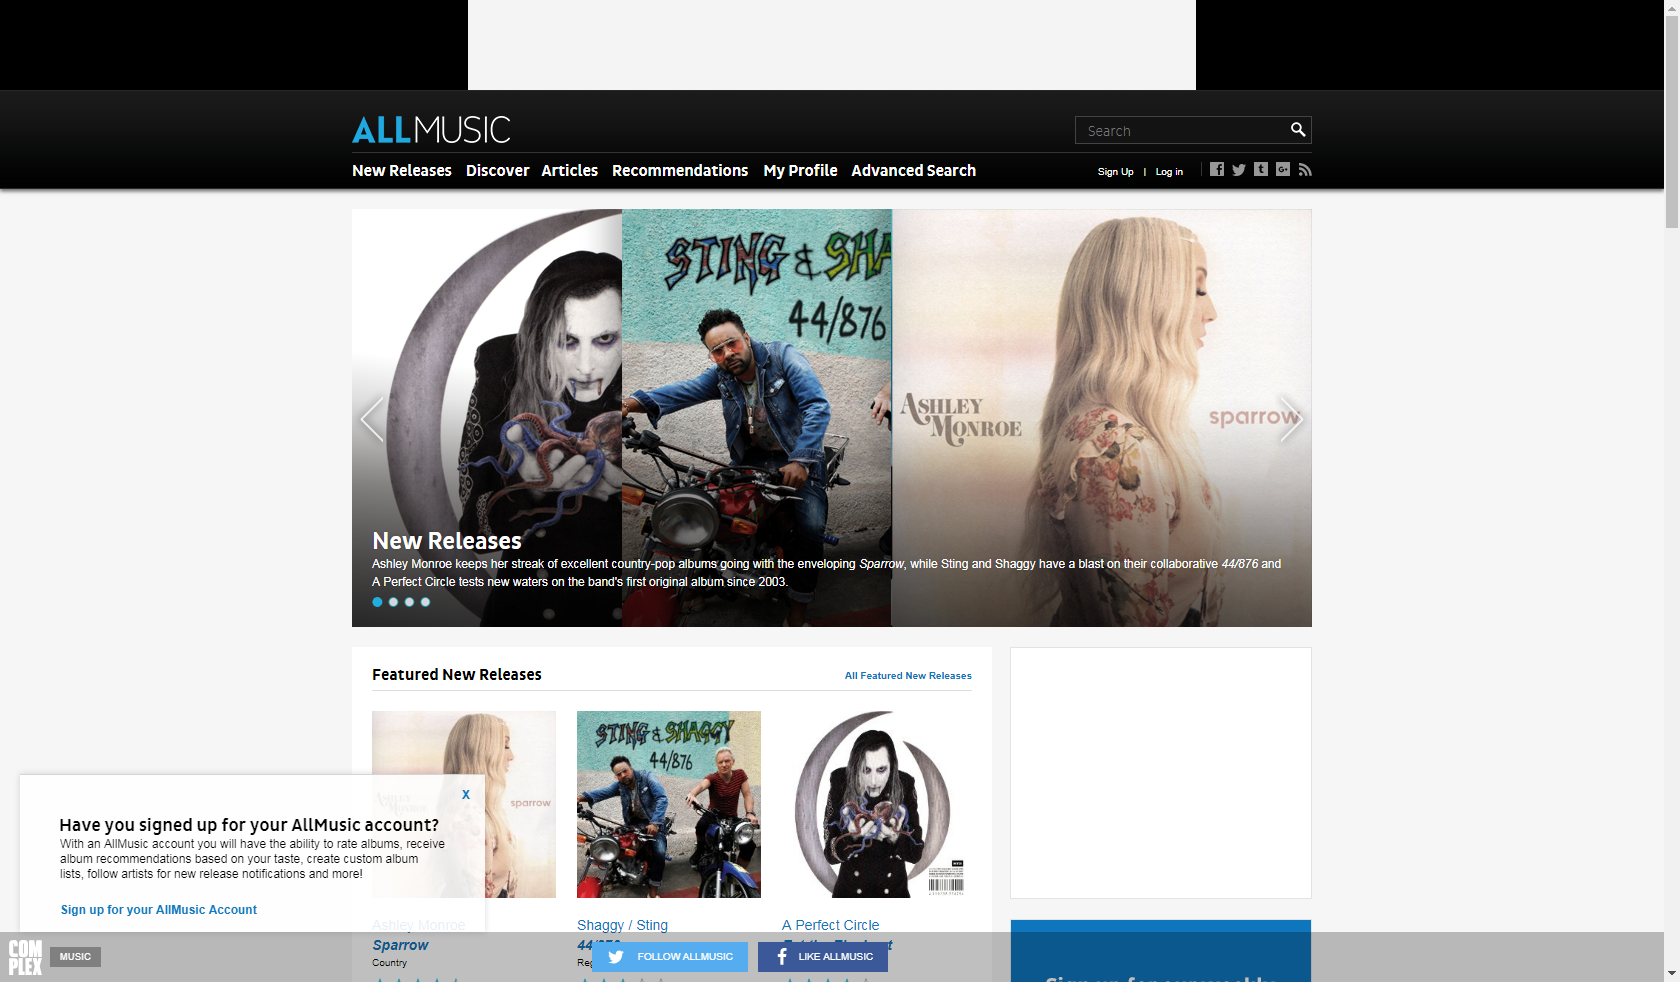 ALLMUSIC
Search
New Releases Discover Articles Recommendations My Profile Advanced Search
Sign Up | Log in
STING & SHA
44/876
ASHLEY MONROE
sparrow
New Releases
Ashley Monroe keeps her streak of excellent country-pop albums going with the enveloping Sparrow, while Sting and Shaggy have a blast on their collaborative 44/876 and
A Perfect Circle tests new waters on the band's first original album since 2003.
Featured New Releases
All Featured New Releases
ASHLEY MONROE
sparrow
STING & SHAGGY
44/876
X
Have you signed up for your AllMusic account?
With an AllMusic account you will have the ability to rate albums, receive
album recommendations based on your taste, create custom album
lists, follow artists for new release notifications and more!
Sign up for your AllMusic Account
Ashley Monroe
Sparrow
Country
Shaggy / Sting
A Perfect Circle
COMPLEX
MUSIC
FOLLOW ALLMUSIC
LIKE ALLMUSIC